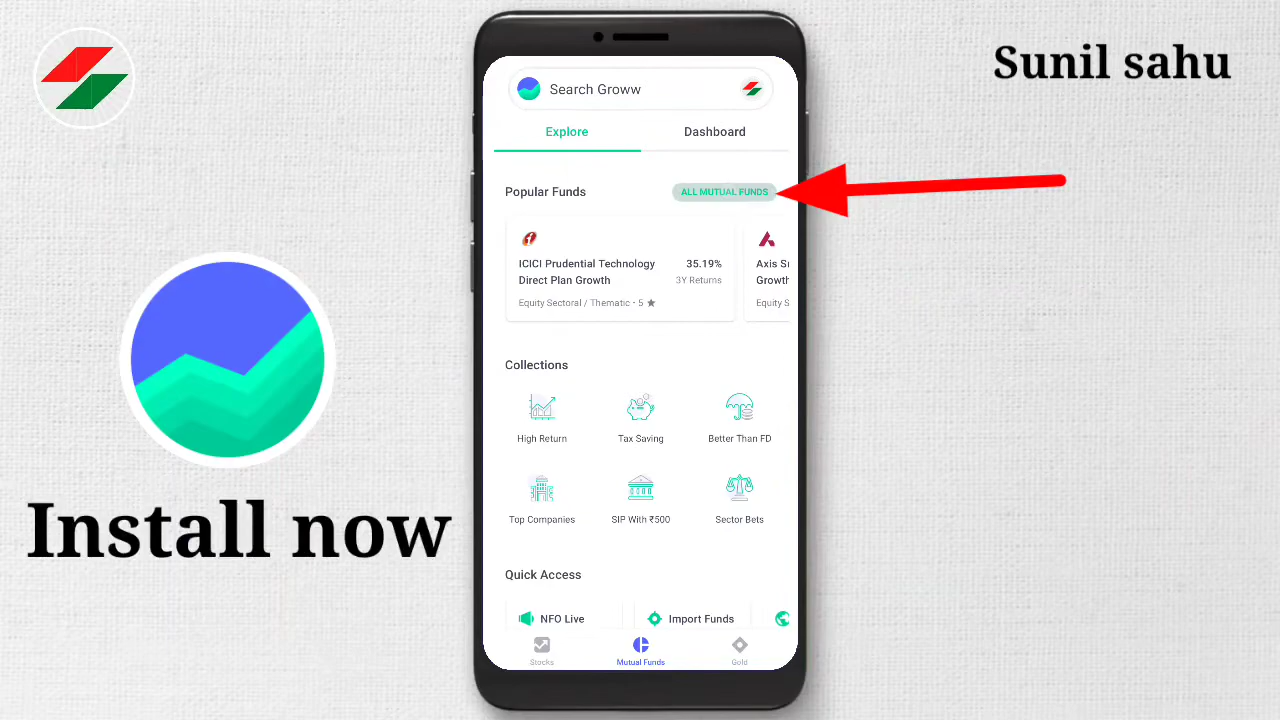 Sunil sahu
Search Groww
Explore
Dashboard
Popular Funds
ALL MUTUAL FUNDS
ICICI Prudential Technology
Direct Plan Growth
35.19%
3Y Returns
Equity Sectoral / Thematic • 5 ★
Axis S
Growth
Equity S
Collections
High Return
Tax Saving
Better Than FD
Top Companies
SIP With ₹500
Sector Bets
Quick Access
NFO Live
Import Funds
Stocks
Mutual Funds
Gold
Install now